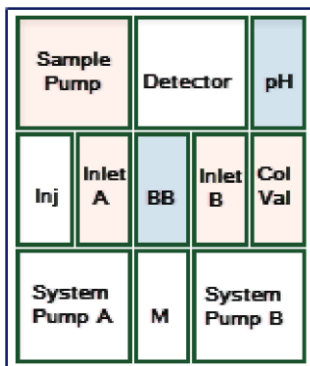 Sample
Pump
Detector
pH
Inj
Inlet
A
BB
Inlet
B
Col
Val
System
Pump A
M
System
Pump B